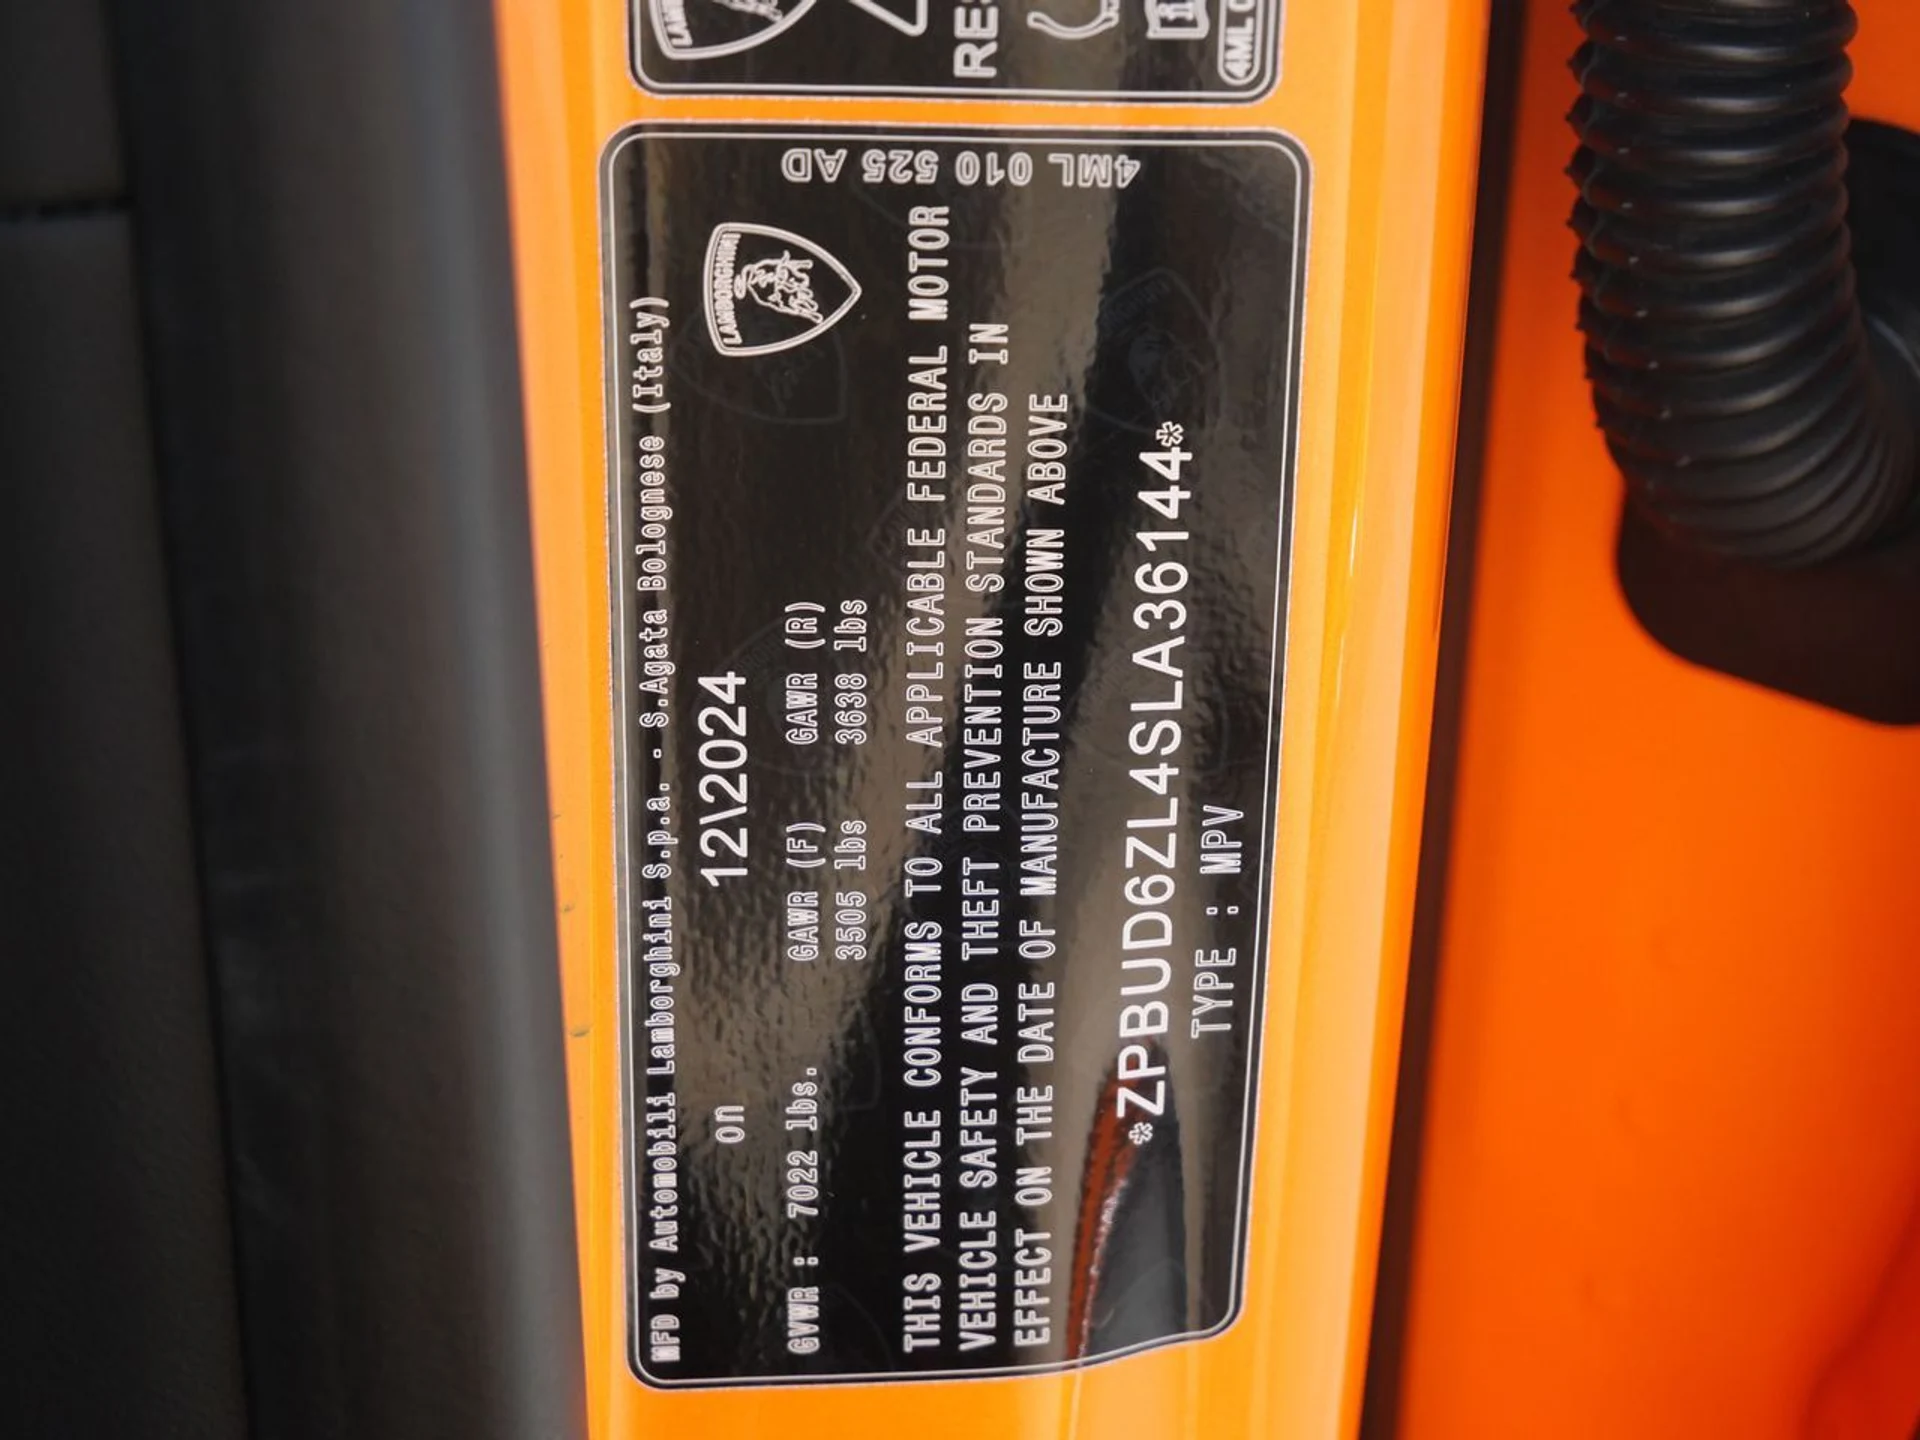 MFD by Automobili Lamborghini S.p.a. - S.Agata Bolognese (Italy)
on 12\2024
LAMBORGHINI
GVWR : 7022 lbs. GAWR (F) GAWR (R)
3505 lbs 3638 lbs
THIS VEHICLE CONFORMS TO ALL APPLICABLE FEDERAL MOTOR
VEHICLE SAFETY AND THEFT PREVENTION STANDARDS IN
EFFECT ON THE DATE OF MANUFACTURE SHOWN ABOVE
*ZPBUD6ZL4SLA36144*
TYPE : MPV
4ML 010 525 AD